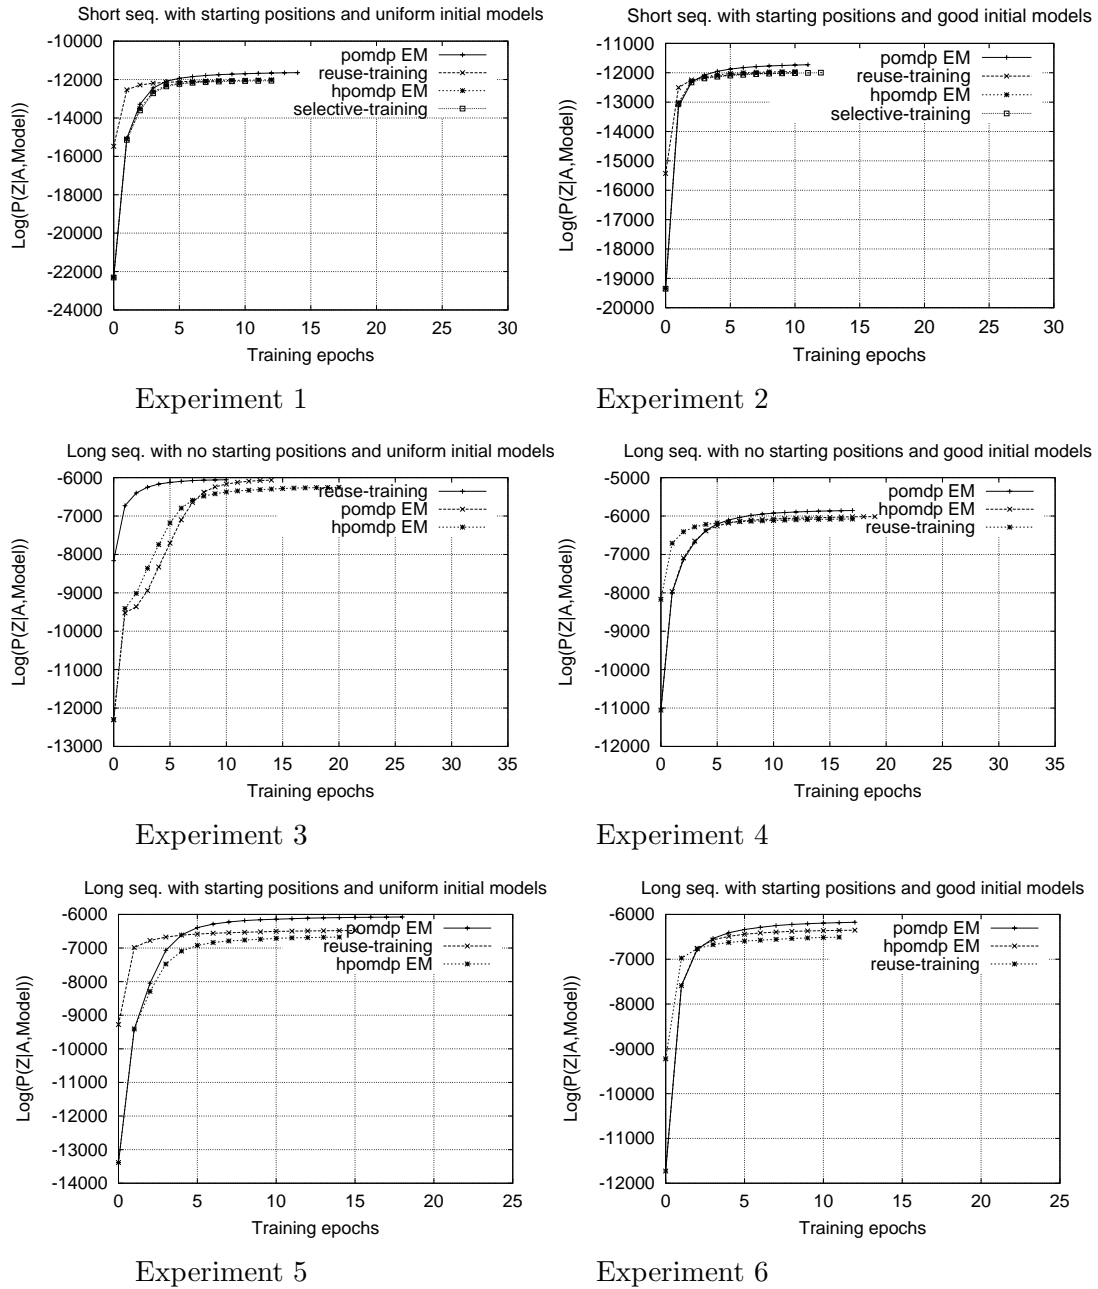 Short seq. with starting positions and uniform initial models
Log(P(Z|A,Model))
-10000
-12000
-14000
-16000
-18000
-20000
-22000
-24000
0 5 10 15 20 25 30
Training epochs
pomdp EM
reuse-training
hpomdp EM
selective-training
Experiment 1
Short seq. with starting positions and good initial models
Log(P(Z|A,Model))
-11000
-12000
-13000
-14000
-15000
-16000
-17000
-18000
-19000
-20000
0 5 10 15 20 25 30
Training epochs
pomdp EM
reuse-training
hpomdp EM
selective-training
Experiment 2
Long seq. with no starting positions and uniform initial models
Log(P(Z|A,Model))
-6000
-7000
-8000
-9000
-10000
-11000
-12000
-13000
0 5 10 15 20 25 30 35
Training epochs
reuse-training
pomdp EM
hpomdp EM
Experiment 3
Long seq. with no starting positions and good initial models
Log(P(Z|A,Model))
-5000
-6000
-7000
-8000
-9000
-10000
-11000
-12000
0 5 10 15 20 25 30 35
Training epochs
pomdp EM
hpomdp EM
reuse-training
Experiment 4
Long seq. with starting positions and uniform initial models
Log(P(Z|A,Model))
-6000
-7000
-8000
-9000
-10000
-11000
-12000
-13000
-14000
0 5 10 15 20 25
Training epochs
pomdp EM
reuse-training
hpomdp EM
Experiment 5
Long seq. with starting positions and good initial models
Log(P(Z|A,Model))
-6000
-7000
-8000
-9000
-10000
-11000
-12000
0 5 10 15 20 25
Training epochs
pomdp EM
hpomdp EM
reuse-training
Experiment 6